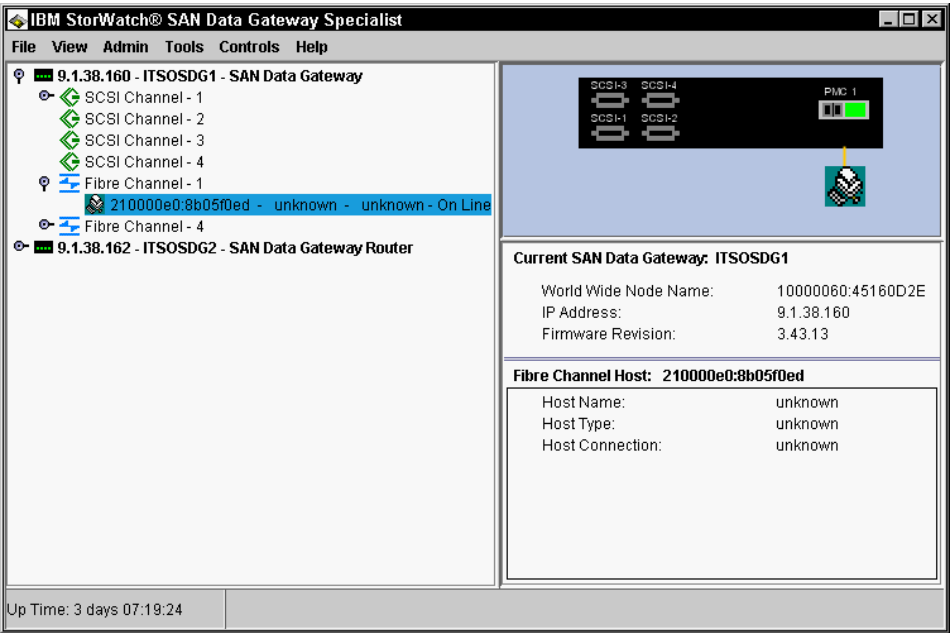 IBM StorWatch® SAN Data Gateway Specialist
File View Admin Tools Controls Help
9.1.38.160 - ITSOSDG1 - SAN Data Gateway
SCSI Channel - 1
SCSI Channel - 2
SCSI Channel - 3
SCSI Channel - 4
Fibre Channel - 1
210000e0:8b05f0ed - unknown - unknown - On Line
Fibre Channel - 4
9.1.38.162 - ITSOSDG2 - SAN Data Gateway Router
SCSI-3 SCSI-4
PMC 1
SCSI-1 SCSI-2
Current SAN Data Gateway: ITSOSDG1
World Wide Node Name: 10000060:45160D2E
IP Address: 9.1.38.160
Firmware Revision: 3.43.13
Fibre Channel Host: 210000e0:8b05f0ed
Host Name: unknown
Host Type: unknown
Host Connection: unknown
Up Time: 3 days 07:19:24